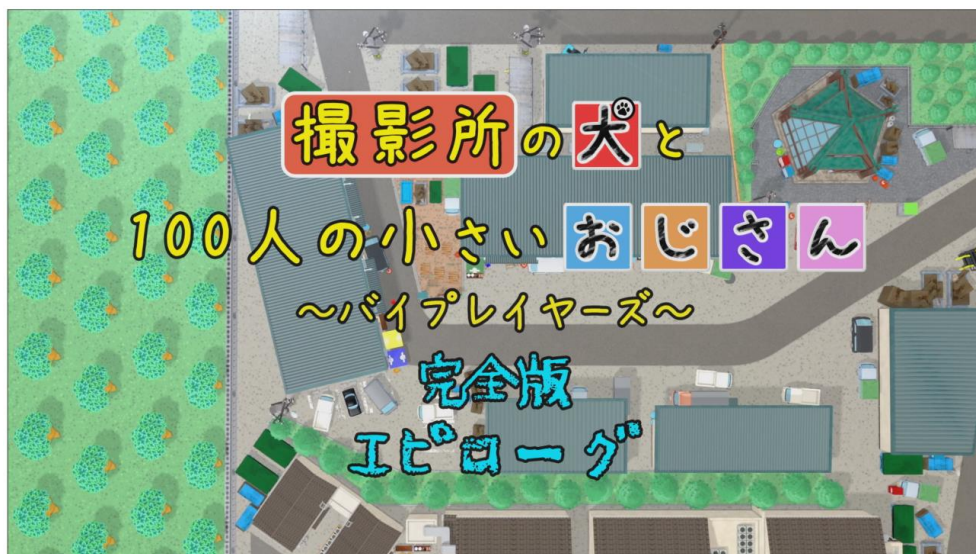 撮影所の犬と
100人の小さいおじさん
～バイプレイヤーズ～
完全版
エピローグ